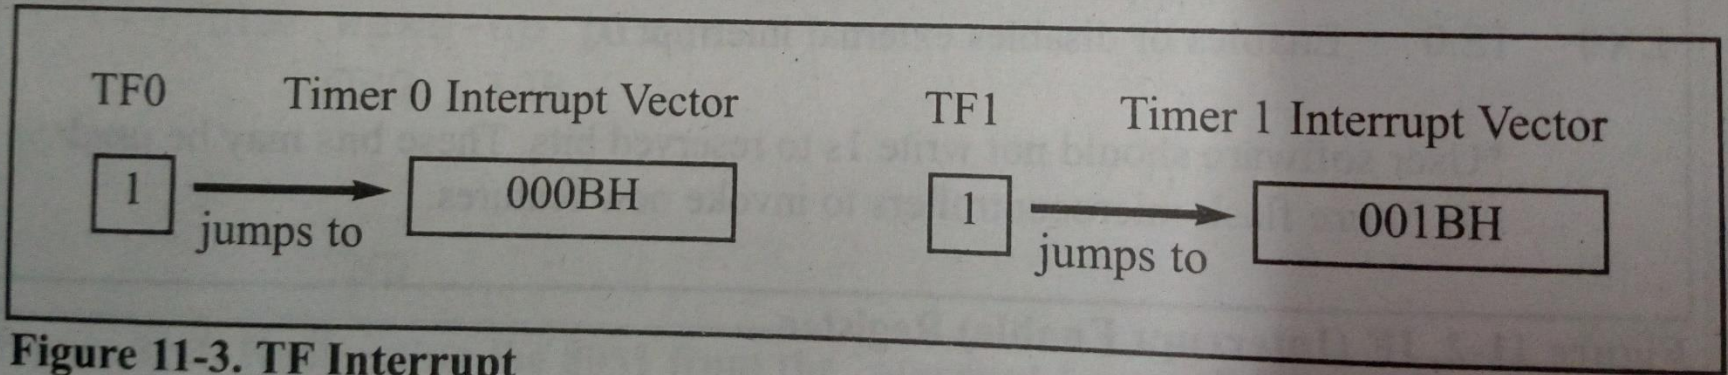 TF0 Timer 0 Interrupt Vector TF1 Timer 1 Interrupt Vector
1 000BH 1 001BH
jumps to jumps to
Figure 11-3. TF Interrupt